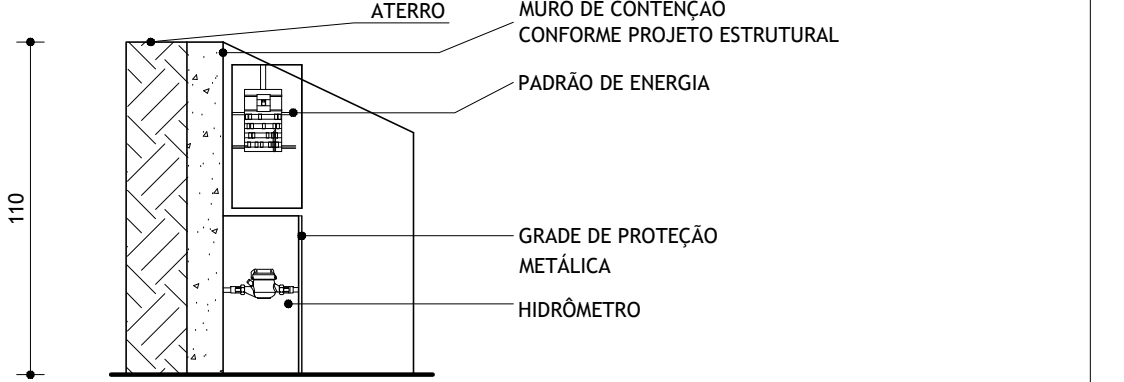 ATERRO
MURO DE CONTENÇÃO
CONFORME PROJETO ESTRUTURAL
PADRÃO DE ENERGIA
110
GRADE DE PROTEÇÃO
METÁLICA
HIDRÔMETRO